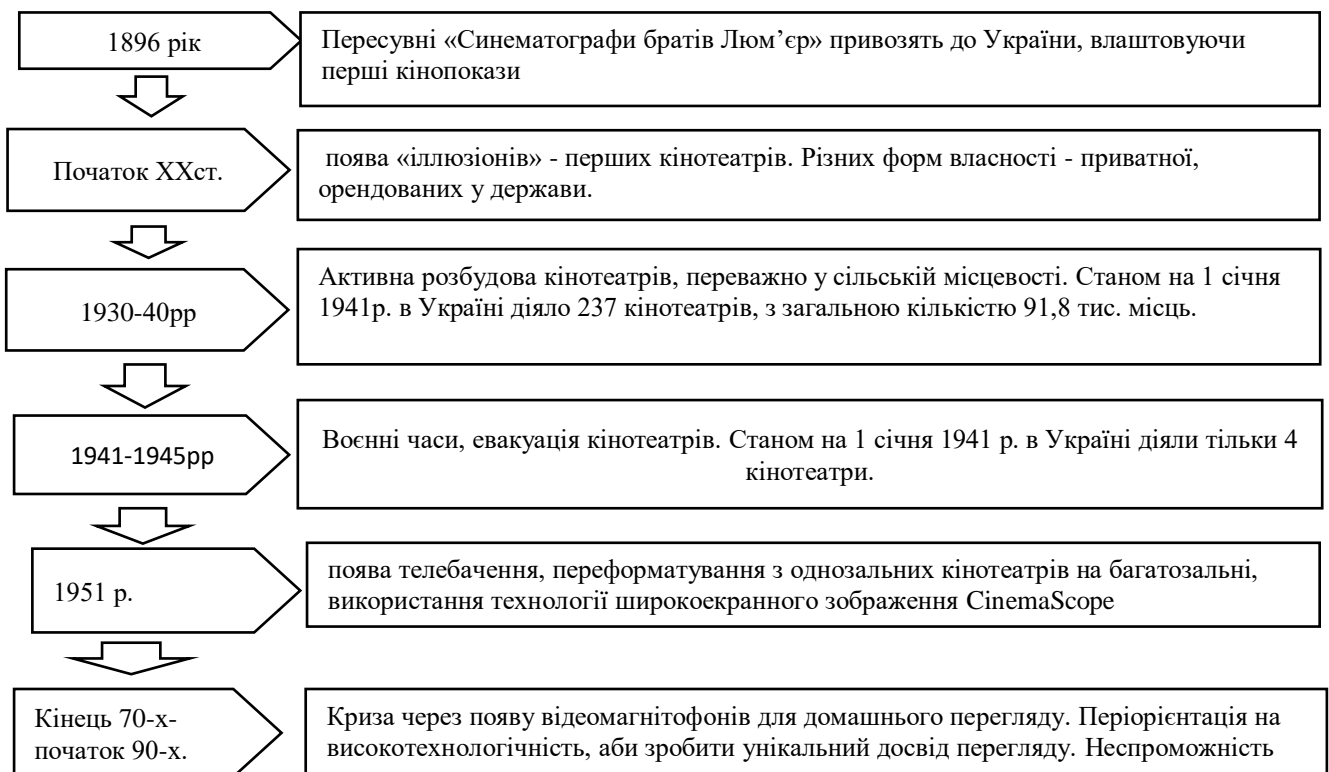 1896 рік
Пересувні «Синематографи братів Люм’єр» привозять до України, влаштовуючи
перші кінопокази
Початок ХХст.
поява «іллюзіонів» - перших кінотеатрів. Різних форм власності - приватної,
орендованих у держави.
1930-40рр
Активна розбудова кінотеатрів, переважно у сільській місцевості. Станом на 1 січня
1941р. в Україні діяло 237 кінотеатрів, з загальною кількістю 91,8 тис. місць.
1941-1945рр
Воєнні часи, евакуація кінотеатрів. Станом на 1 січня 1941 р. в Україні діяли тільки 4
кінотеатри.
1951 р.
поява телебачення, переформатування з однозальних кінотеатрів на багатозальні,
використання технології широкоекранного зображення CinemaScope
Кінець 70-х-
початок 90-х.
Криза через появу відеомагнітофонів для домашнього перегляду. Періорієнтація на
високотехнологічність, аби зробити унікальний досвід перегляду. Неспроможність